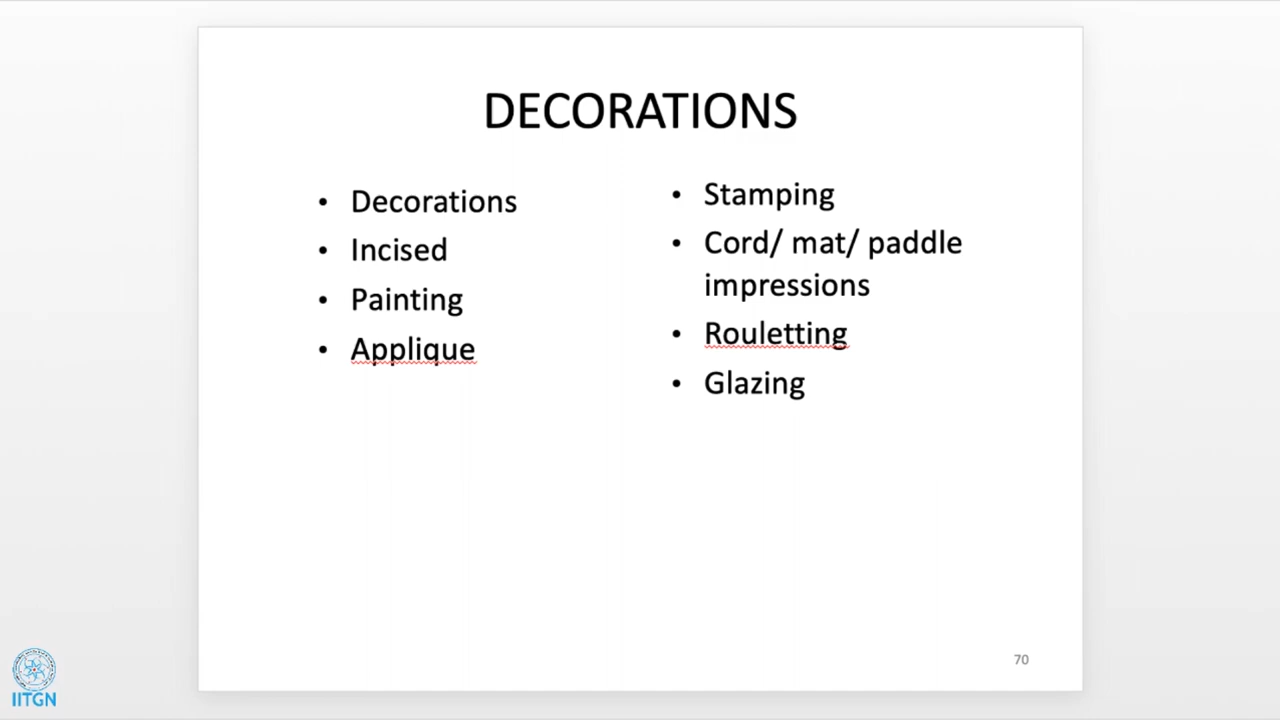 DECORATIONS
• Decorations
• Incised
• Painting
• Applique
• Stamping
• Cord/ mat/ paddle
impressions
• Rouletting
• Glazing
70
IITGN